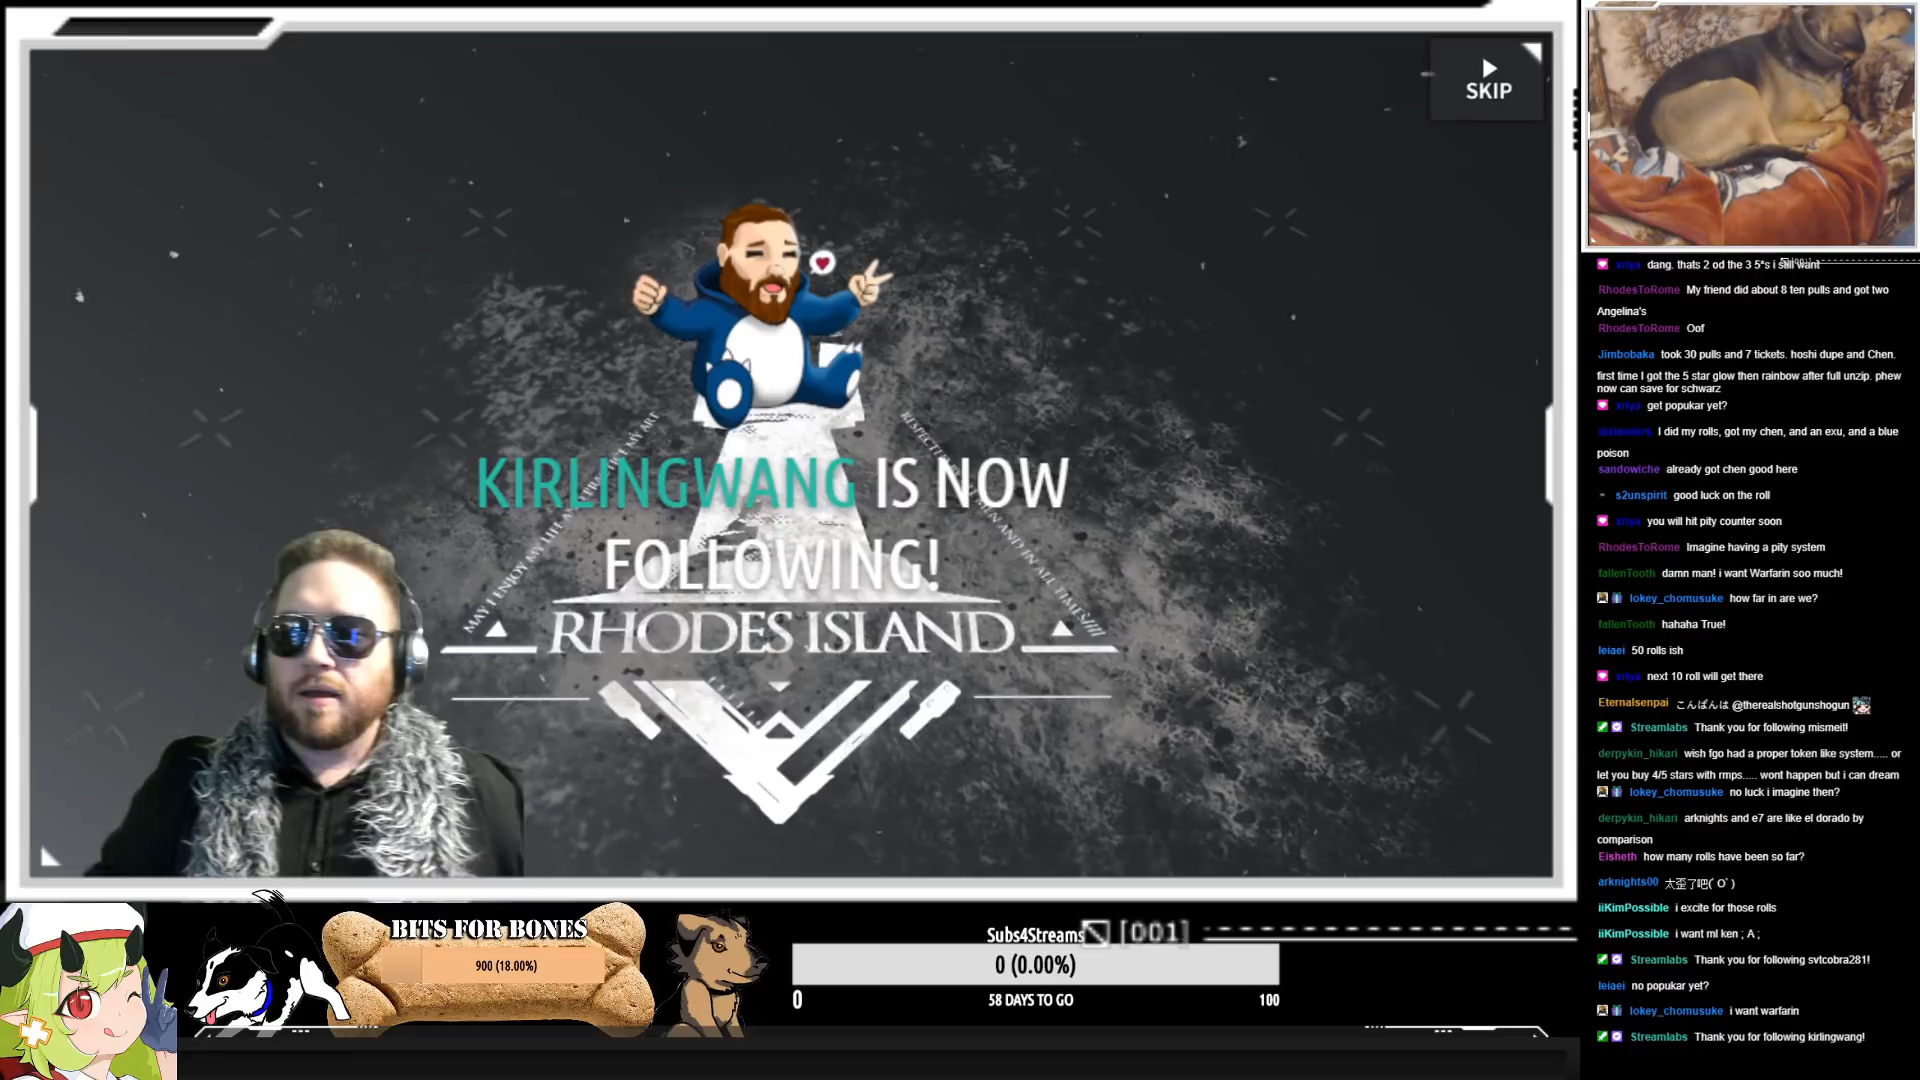 SKIP
KIRLINGWANG IS NOW
FOLLOWING!
RHODES ISLAND
BITS FOR BONES
900 (18.00%)
Subs4Streams
[001]
0 (0.00%)
0
58 DAYS TO GO
100
xriya dang. thats 2 od the 3 5*s i still want
RhodesToRome My friend did about 8 ten pulls and got two
Angelina's
RhodesToRome Oof
Jimbobaka took 30 pulls and 7 tickets. hoshi dupe and Chen.
first time I got the 5 star glow then rainbow after full unzip. phew
now can save for schwarz
xriya get popukar yet?
I did my rolls, got my chen, and an exu, and a blue
poison
sandowiche already got chen good here
s2unspirit good luck on the roll
xriya you will hit pity counter soon
RhodesToRome Imagine having a pity system
fallenTooth damn man! i want Warfarin soo much!
lokey_chomusuke how far in are we?
fallenTooth hahaha True!
leiaei 50 rolls ish
xriya next 10 roll will get there
Eternalsenpai こんばんは @therealshotgunshogun
Streamlabs Thank you for following mismeit!
derpykin_hikari wish fgo had a proper token like system..... or
let you buy 4/5 stars with rmps..... wont happen but i can dream
lokey_chomusuke no luck i imagine then?
derpykin_hikari arknights and e7 are like el dorado by
comparison
Eisheth how many rolls have been so far?
arknights00 太歪了吧(ﾟOﾟ)
iiKimPossible i excite for those rolls
iiKimPossible i want ml ken ; A ;
Streamlabs Thank you for following svtcobra281!
leiaei no popukar yet?
lokey_chomusuke i want warfarin
Streamlabs Thank you for following kirlingwang!